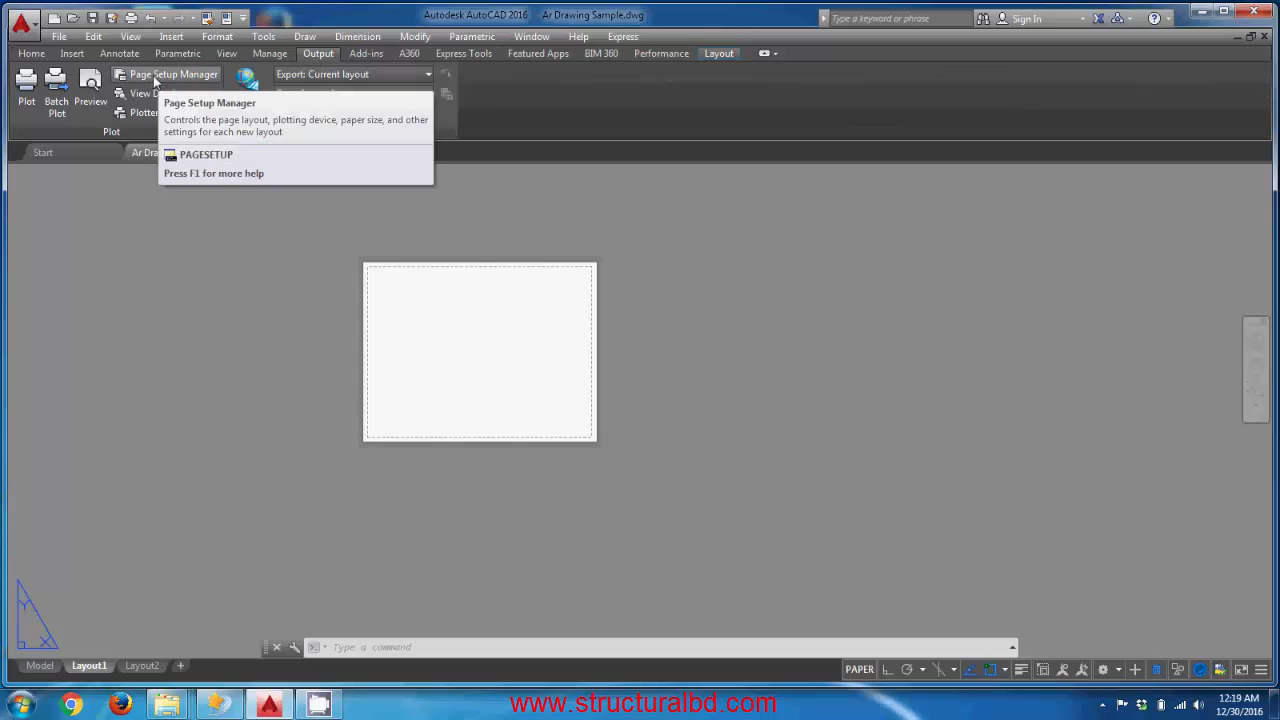 Autodesk AutoCAD 2016 Ar Drawing Sample.dwg
Type a keyword or phrase
Sign In
File Edit View Insert Format Tools Draw Dimension Modify Parametric Window Help Express
Home Insert Annotate Parametric View Manage Output Add-ins A360 Express Tools Featured Apps BIM 360 Performance Layout
Page Setup Manager
Export: Current layout
Plot
Batch
Plot
Preview
View
Plotter
Plot
Page Setup Manager
Controls the page layout, plotting device, paper size, and other
settings for each new layout
PAGESETUP
Press F1 for more help
Start
Ar Dra
Type a command
Model Layout1 Layout2
PAPER
www.structuralbd.com
12:19 AM
12/30/2016